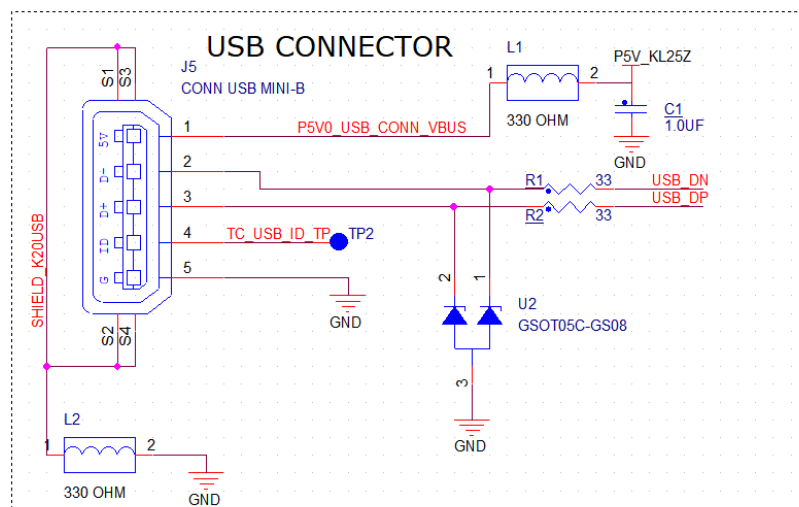 USB CONNECTOR
L1
1
2
330 OHM
P5V_KL25Z
C1
1.0UF
GND
J5
CONN USB MINI-B
S1
S3
5V
D-
D+
ID
G
1
2
3
4
5
P5V0_USB_CONN_VBUS
R1
33
USB_DN
R2
33
USB_DP
TC_USB_ID_TP
TP2
GND
SHIELD_K20USB
S2
S4
2
1
U2
GSOT05C-GS08
3
GND
L2
1
2
330 OHM
GND